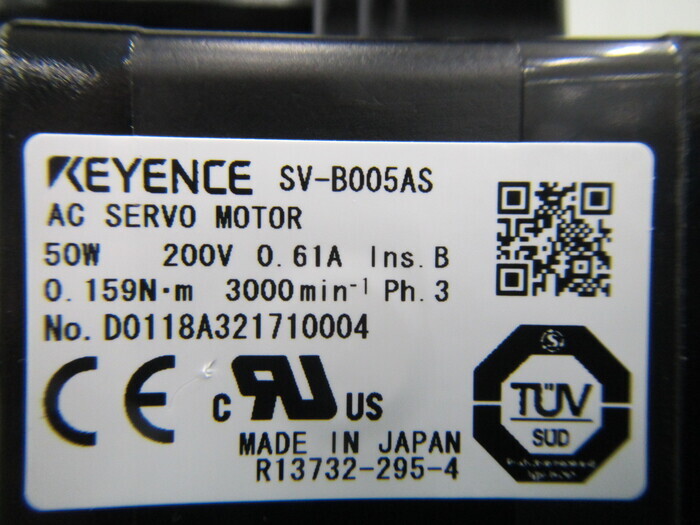 KEYENCE SV-B005AS
AC SERVO MOTOR
50W 200V 0.61A Ins.B
0.159N·m 3000min⁻¹ Ph.3
No. D0118A321710004
CE c RU US
TÜV
SÜD
MADE IN JAPAN
R13732-295-4